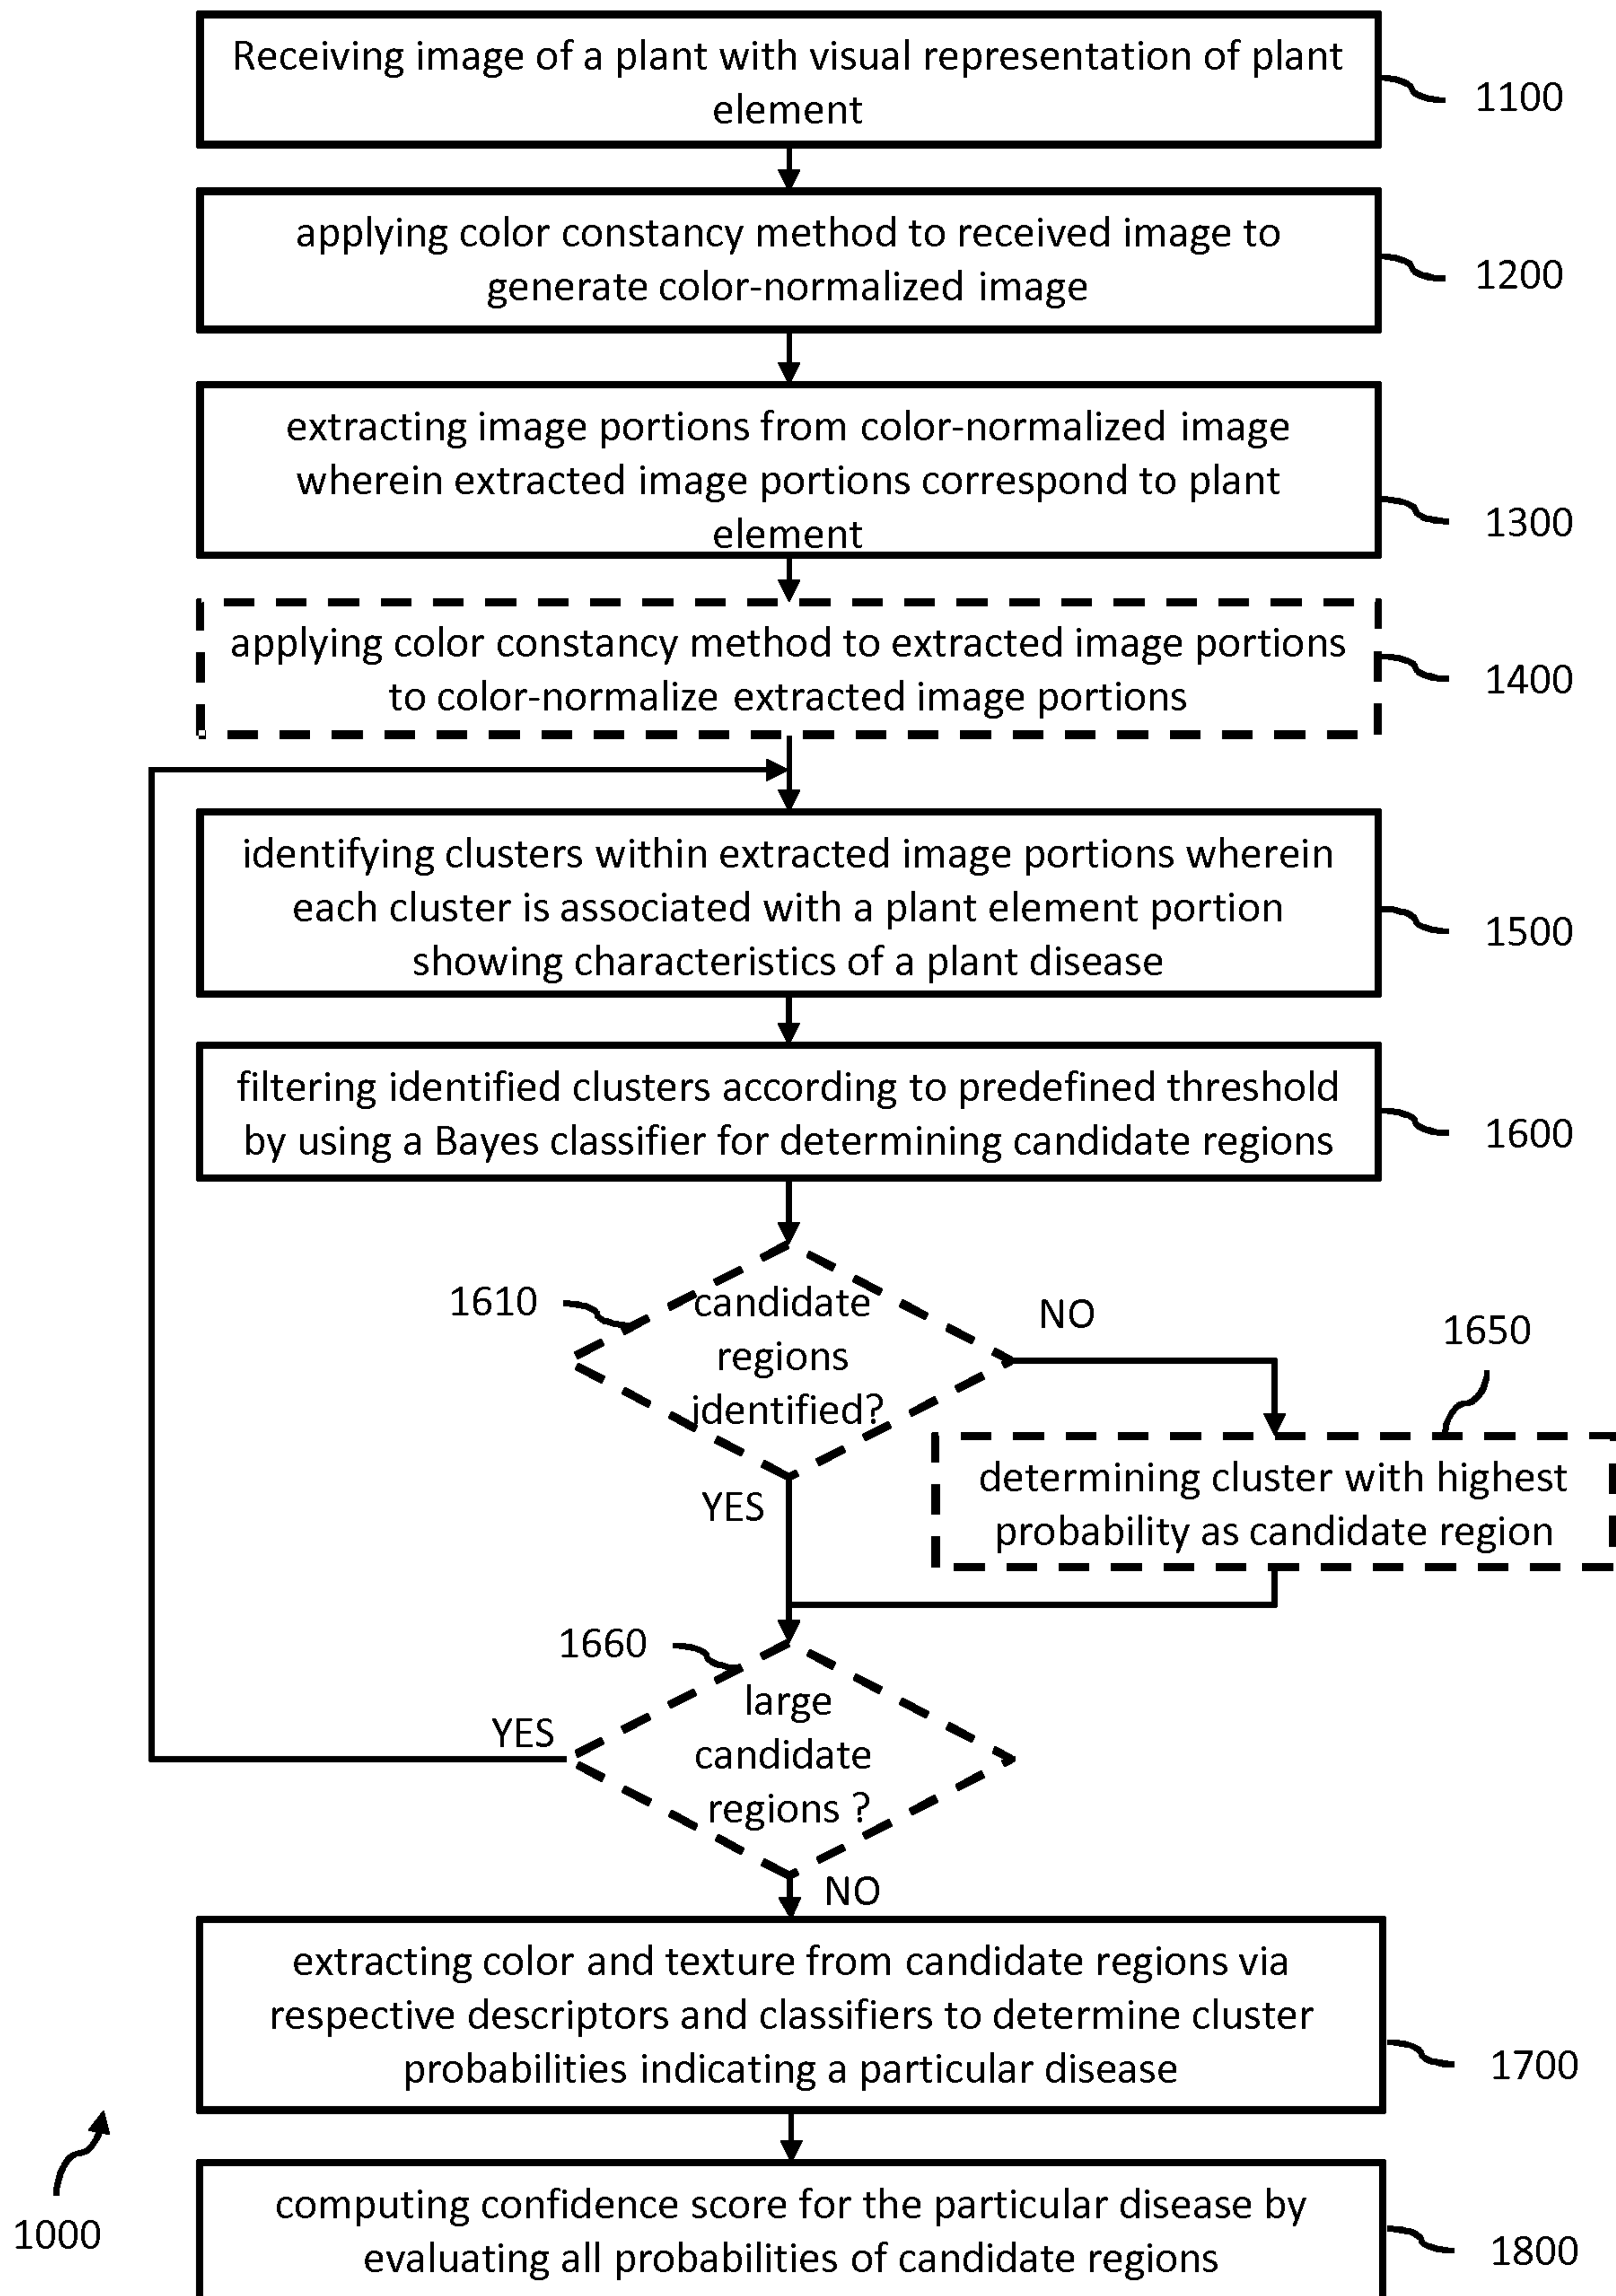 Receiving image of a plant with visual representation of plant
element
1100
applying color constancy method to received image to
generate color-normalized image
1200
extracting image portions from color-normalized image
wherein extracted image portions correspond to plant
element
1300
applying color constancy method to extracted image portions
to color-normalize extracted image portions
1400
identifying clusters within extracted image portions wherein
each cluster is associated with a plant element portion
showing characteristics of a plant disease
1500
filtering identified clusters according to predefined threshold
by using a Bayes classifier for determining candidate regions
1600
1610
candidate
regions
identified?
NO
YES
1650
determining cluster with highest
probability as candidate region
1660
large
candidate
regions ?
YES
NO
extracting color and texture from candidate regions via
respective descriptors and classifiers to determine cluster
probabilities indicating a particular disease
1700
computing confidence score for the particular disease by
evaluating all probabilities of candidate regions
1800
1000